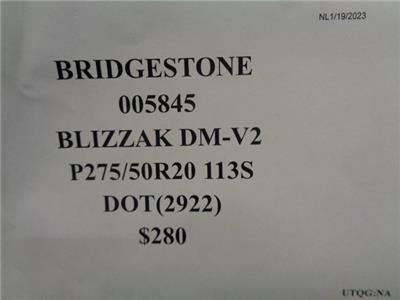 NL1/19/2023
BRIDGESTONE
005845
BLIZZAK DM-V2
P275/50R20 113S
DOT(2922)
$280
UTQG:NA